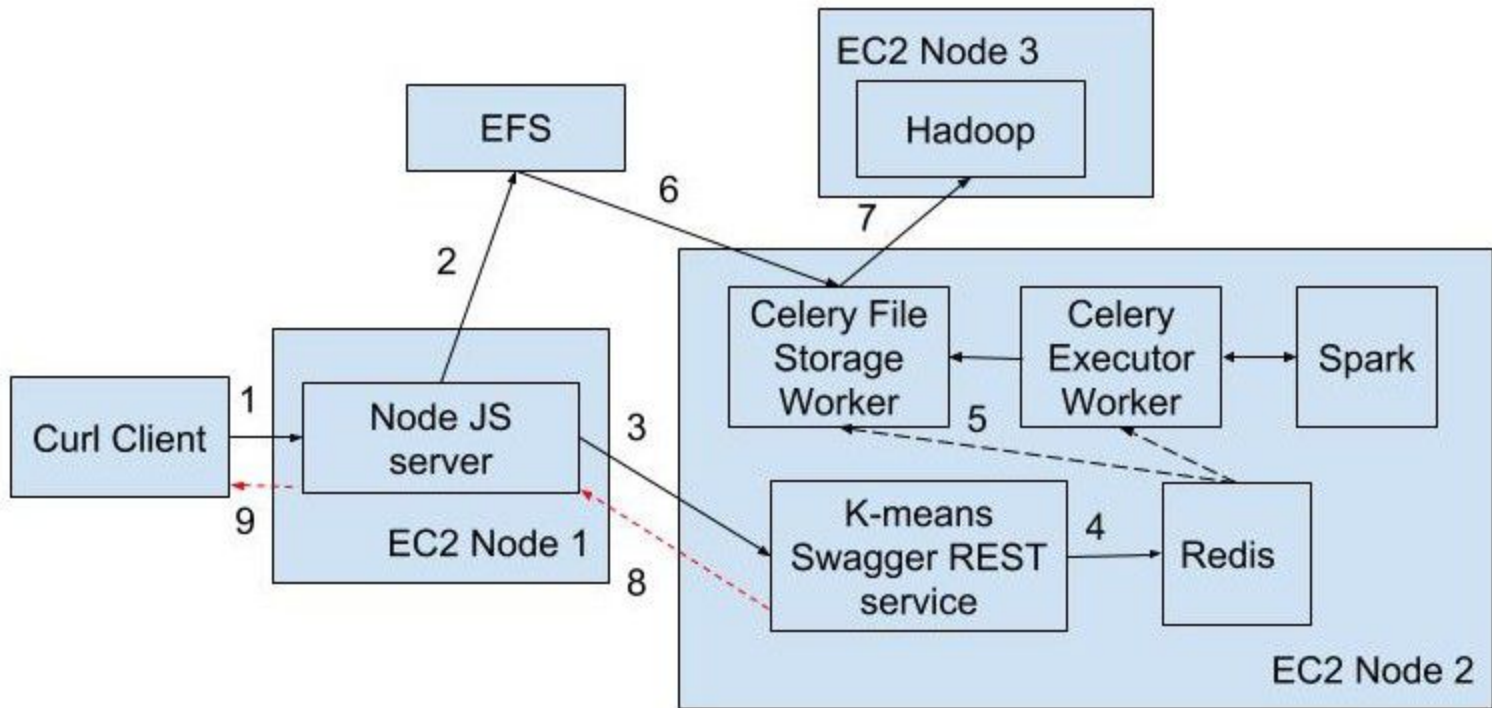 EC2 Node 3
Hadoop
EFS
6
7
2
Celery File
Storage
Worker
Celery
Executor
Worker
Spark
5
1
Curl Client
Node JS
server
3
9
EC2 Node 1
8
K-means
Swagger REST
service
4
Redis
EC2 Node 2